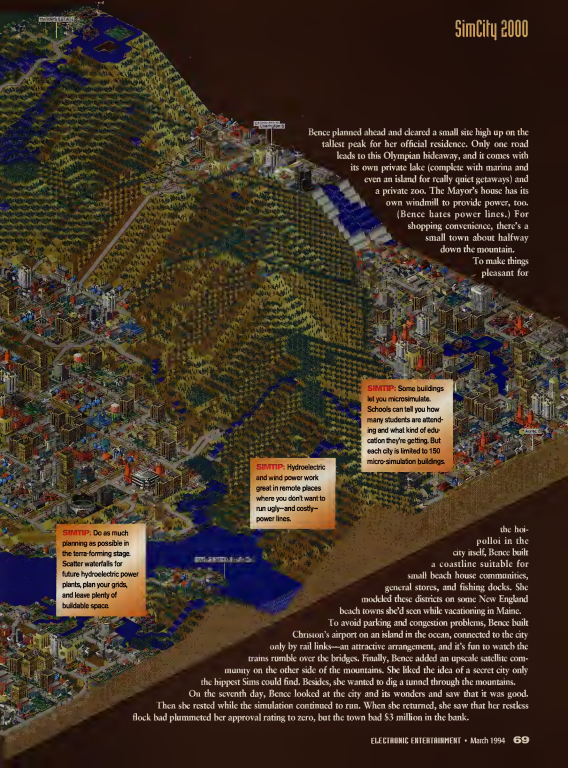 SimCity 2000
Bence planned ahead and cleared a small site high up on the
tallest peak for her official residence. Only one road
leads to this Olympian hideaway, and it comes with
its own private lake (complete with marina and
even an island for really quiet getaways) and
a private zoo. The Mayor's house has its
own windmill to provide power, too.
(Bence hates power lines.) For
shopping convenience, there's a
small town about halfway
down the mountain.
To make things
pleasant for
SIMTIP: Some buildings
let you microsimulate.
Schools can tell you how
many students are attend-
ing and what kind of edu-
cation they're getting. But
each city is limited to 150
micro-simulation buildings.
SIMTIP: Hydroelectric
and wind power work
great in remote places
where you don't want to
run ugly—and costly—
power lines.
SIMTIP: Do as much
planning as possible in
the terra-forming stage.
Scatter waterfalls for
future hydroelectric power
plants, plan your grids,
and leave plenty of
buildable space.
the hoi-
polloi in the
city itself, Bence built
a coastline suitable for
small beach house communities,
general stores, and fishing docks. She
modeled these districts on some New England
beach towns she'd seen while vacationing in Maine.
To avoid parking and congestion problems, Bence built
Chrisson's airport on an island in the ocean, connected to the city
only by rail links—an attractive arrangement, and it's fun to watch the
trains rumble over the bridges. Finally, Bence added an upscale satellite com-
munity on the other side of the mountains. She liked the idea of a secret city only
the hippest Sims could find. Besides, she wanted to dig a tunnel through the mountains.
On the seventh day, Bence looked at the city and its wonders and saw that it was good.
Then she rested while the simulation continued to run. When she returned, she saw that her restless
flock had plummeted her approval rating to zero, but the town had $3 million in the bank.
ELECTRONIC ENTERTAINMENT • March 1994 69